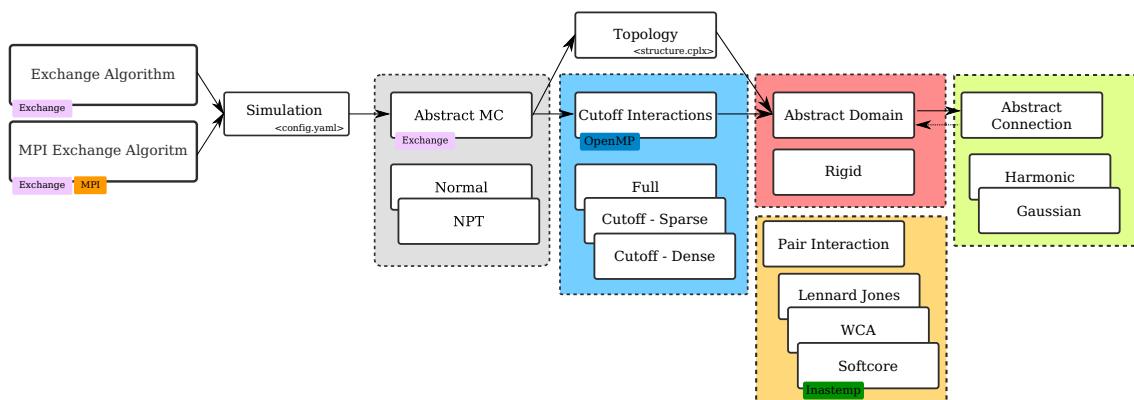 Exchange Algorithm
Exchange
MPI Exchange Algoritm
Exchange
MPI
Simulation
<config.yaml>
Abstract MC
Exchange
Normal
NPT
Topology
<structure.cplx>
Cutoff Interactions
OpenMP
Full
Cutoff - Sparse
Cutoff - Dense
Abstract Domain
Rigid
Pair Interaction
Lennard Jones
WCA
Softcore
Inastemp
Abstract
Connection
Harmonic
Gaussian